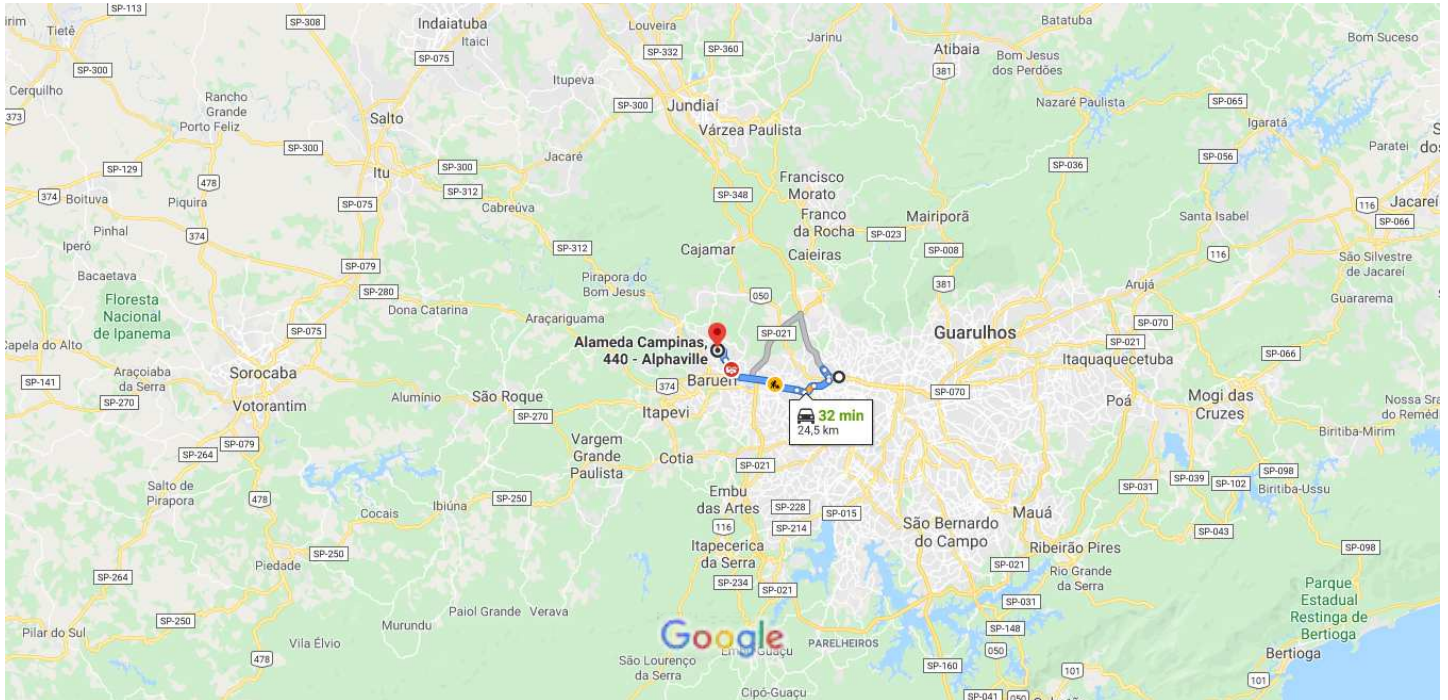 SP-113
SP-308
Indaiatuba
Itaici
SP-075
Louveira
SP-332
SP-360
Jarinu
Atibaia
381
Batatuba
Bom Jesus
dos Perdões
Bom Suceso
Tietê
SP-300
Cerquilho
373
Rancho
Grande
Porto Feliz
Salto
Itupeva
SP-300
Jundiaí
Várzea Paulista
Nazaré Paulista
SP-065
Igaratá
Paratei
SP-129
478
SP-300
Itu
SP-300
SP-312
Jacaré
SP-036
SP-056
374
Boituva
Piquira
SP-075
Cabreúva
SP-348
Francisco
Morato
Franco
da Rocha
SP-023
Mairiporã
SP-008
Santa Isabel
116
Jacareí
SP-066
Pinhal
Iperó
374
SP-312
Cajamar
Caieiras
381
116
São Silvestre
de Jacareí
Bacaetava
SP-079
SP-280
Dona Catarina
Pirapora do
Bom Jesus
050
Arujá
Guararema
Floresta
Nacional
de Ipanema
SP-075
Araçariguama
Alameda Campinas,
440 - Alphaville
SP-021
Guarulhos
SP-070
SP-021
Capela do Alto
SP-141
Araçoiaba
da Serra
SP-270
Sorocaba
Votorantim
Alumínio
São Roque
SP-270
374
Barueri
Itapevi
32 min
24,5 km
SP-070
Itaquaquecetuba
SP-066
Poá
Mogi das
Cruzes
Nossa Sra
do Reméd
Biritiba-Mirim
SP-079
SP-264
Salto de
Pirapora
478
Vargem
Grande
Paulista
Cotia
SP-021
SP-031
SP-039
SP-102
SP-098
Biritiba-Ussu
Cocais
Ibiúna
SP-250
Embu
das Artes
116
SP-228
SP-214
SP-015
São Bernardo
do Campo
Mauá
SP-043
SP-250
Piedade
SP-264
Itapecerica
da Serra
SP-234
SP-021
Ribeirão Pires
SP-021
Rio Grande
da Serra
SP-098
SP-031
Parque
Estadual
Restinga de
Bertioga
Pilar do Sul
SP-250
Vila Élvio
Murundu
Paiol Grande
Verava
Google
Embu-Guaçu
PARELHEIROS
SP-148
050
478
São Lourenço
da Serra
Cipó-Guaçu
SP-160
SP-041
050
101
Bertioga
101